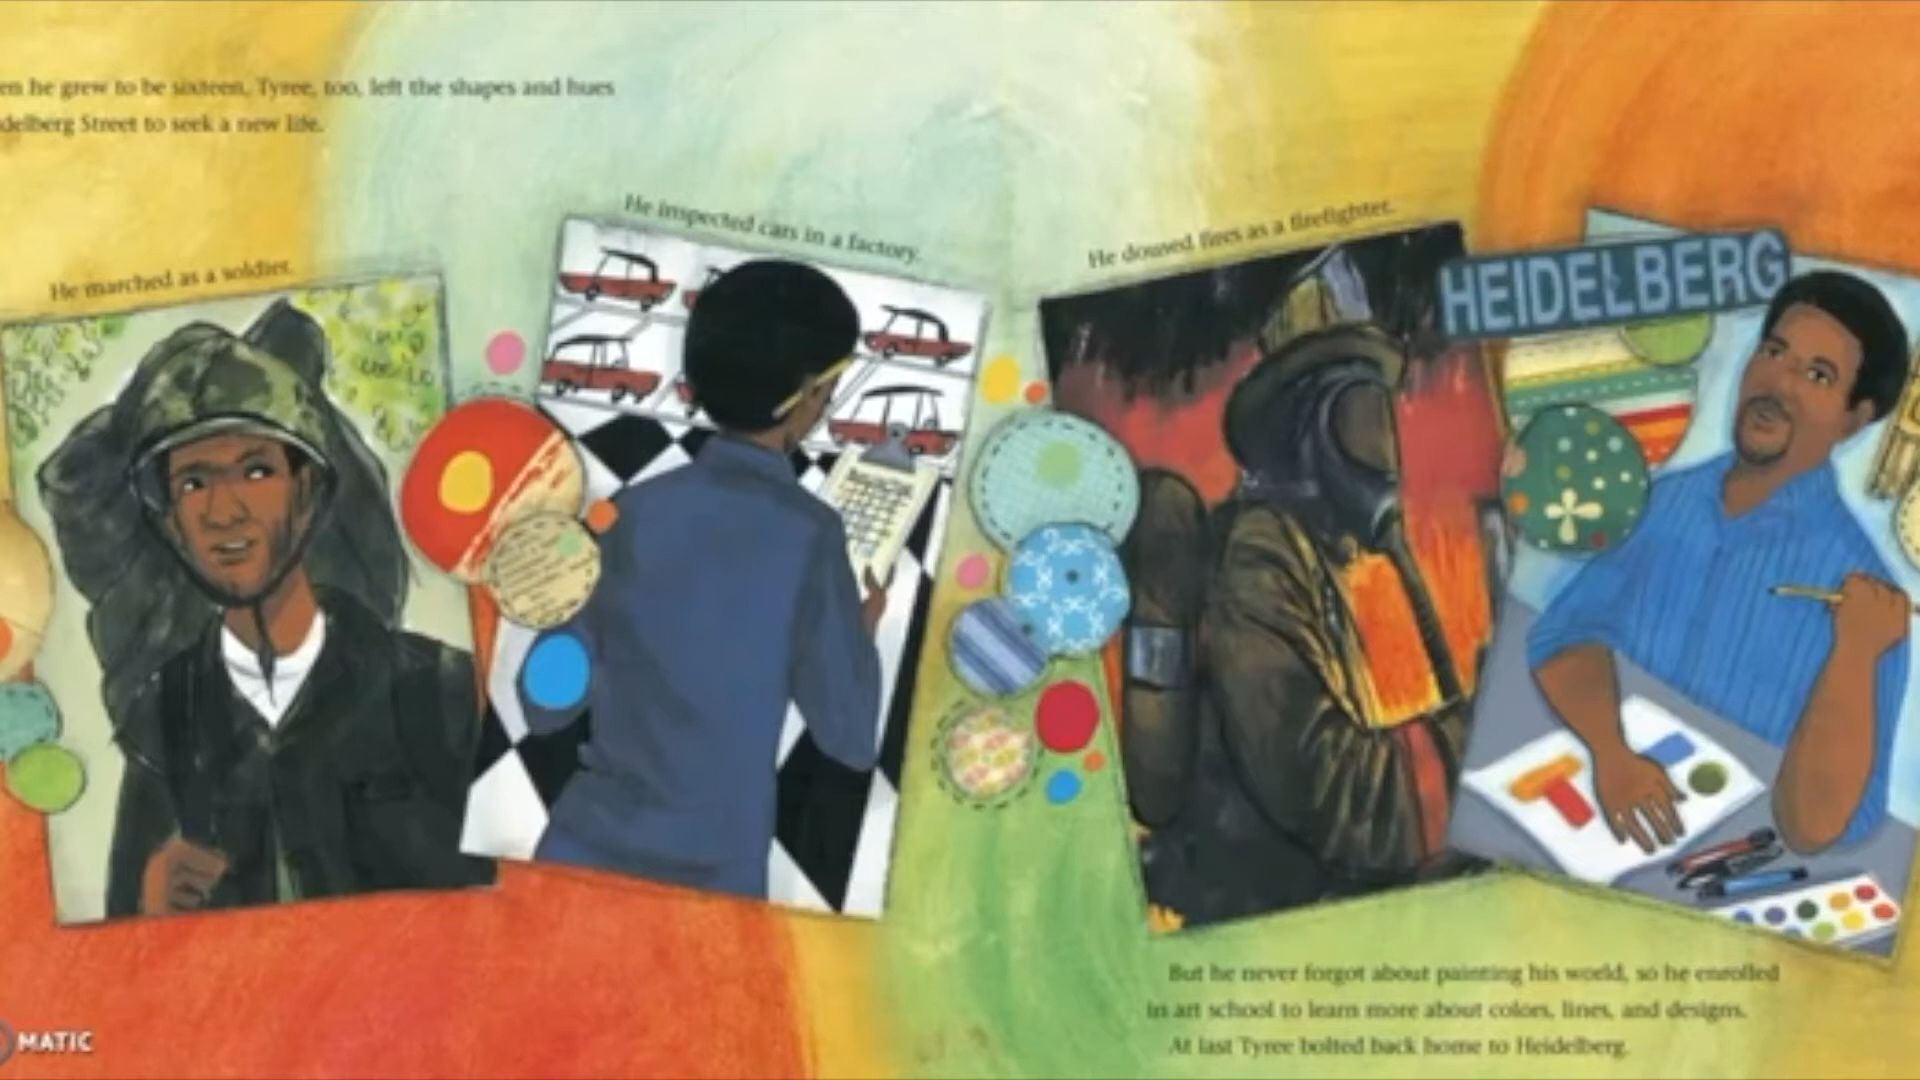 en he grew to be sixteen, Tyree, too, left the shapes and hues
delberg Street to seek a new life.
He marched as a soldier.
He inspected cars in a factory.
He doused fires as a firefighter.
HEIDELBERG
But he never forgot about painting his world, so he enrolled
in art school to learn more about colors, lines, and designs.
At last Tyree bolted back home to Heidelberg.
MATIC